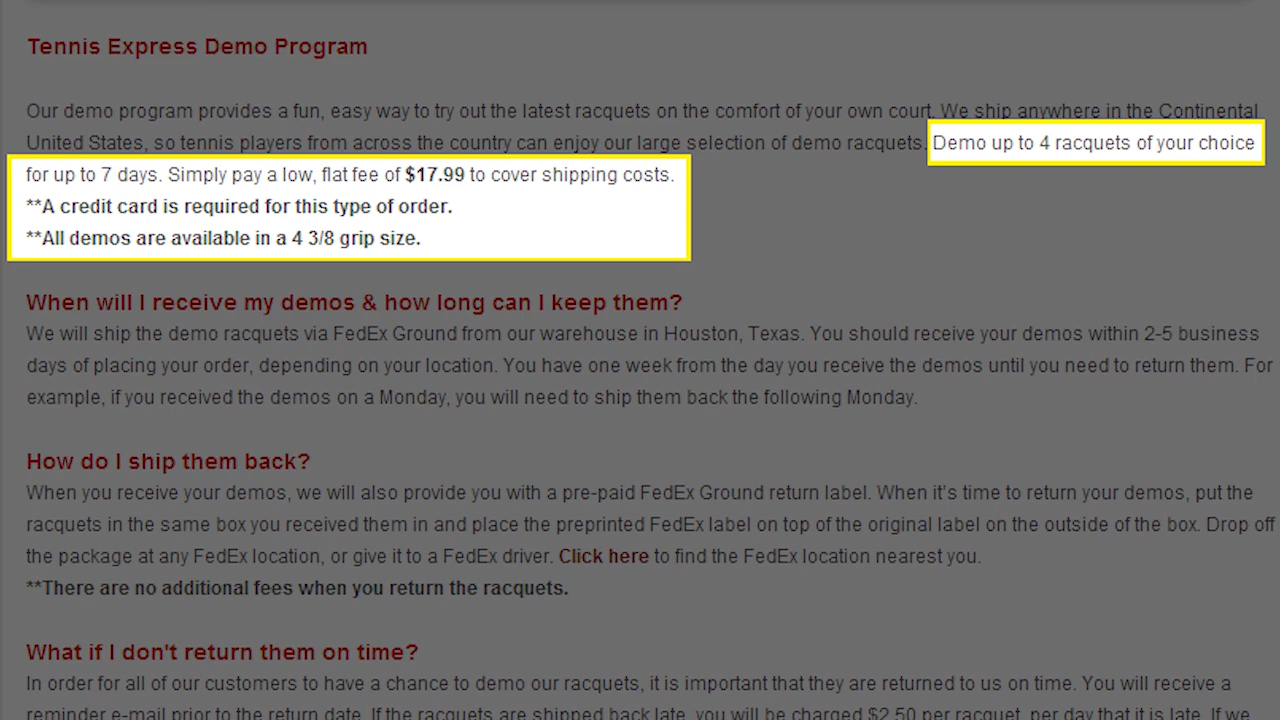 Tennis Express Demo Program
Our demo program provides a fun, easy way to try out the latest racquets on the comfort of your own court. We ship anywhere in the Continental
United States, so tennis players from across the country can enjoy our large selection of demo racquets. Demo up to 4 racquets of your choice
for up to 7 days. Simply pay a low, flat fee of $17.99 to cover shipping costs.
**A credit card is required for this type of order.
**All demos are available in a 4 3/8 grip size.
When will I receive my demos & how long can I keep them?
We will ship the demo racquets via FedEx Ground from our warehouse in Houston, Texas. You should receive your demos within 2-5 business
days of placing your order, depending on your location. You have one week from the day you receive the demos until you need to return them. For
example, if you received the demos on a Monday, you will need to ship them back the following Monday.
How do I ship them back?
When you receive your demos, we will also provide you with a pre-paid FedEx Ground return label. When it's time to return your demos, put the
racquets in the same box you received them in and place the preprinted FedEx label on top of the original label on the outside of the box. Drop off
the package at any FedEx location, or give it to a FedEx driver. Click here to find the FedEx location nearest you.
**There are no additional fees when you return the racquets.
What if I don't return them on time?
In order for all of our customers to have a chance to demo our racquets, it is important that they are returned to us on time. You will receive a
reminder e-mail prior to the return date. If the racquets are shipped back late, you will be charged $2.50 per racquet, per day that it is late. If we